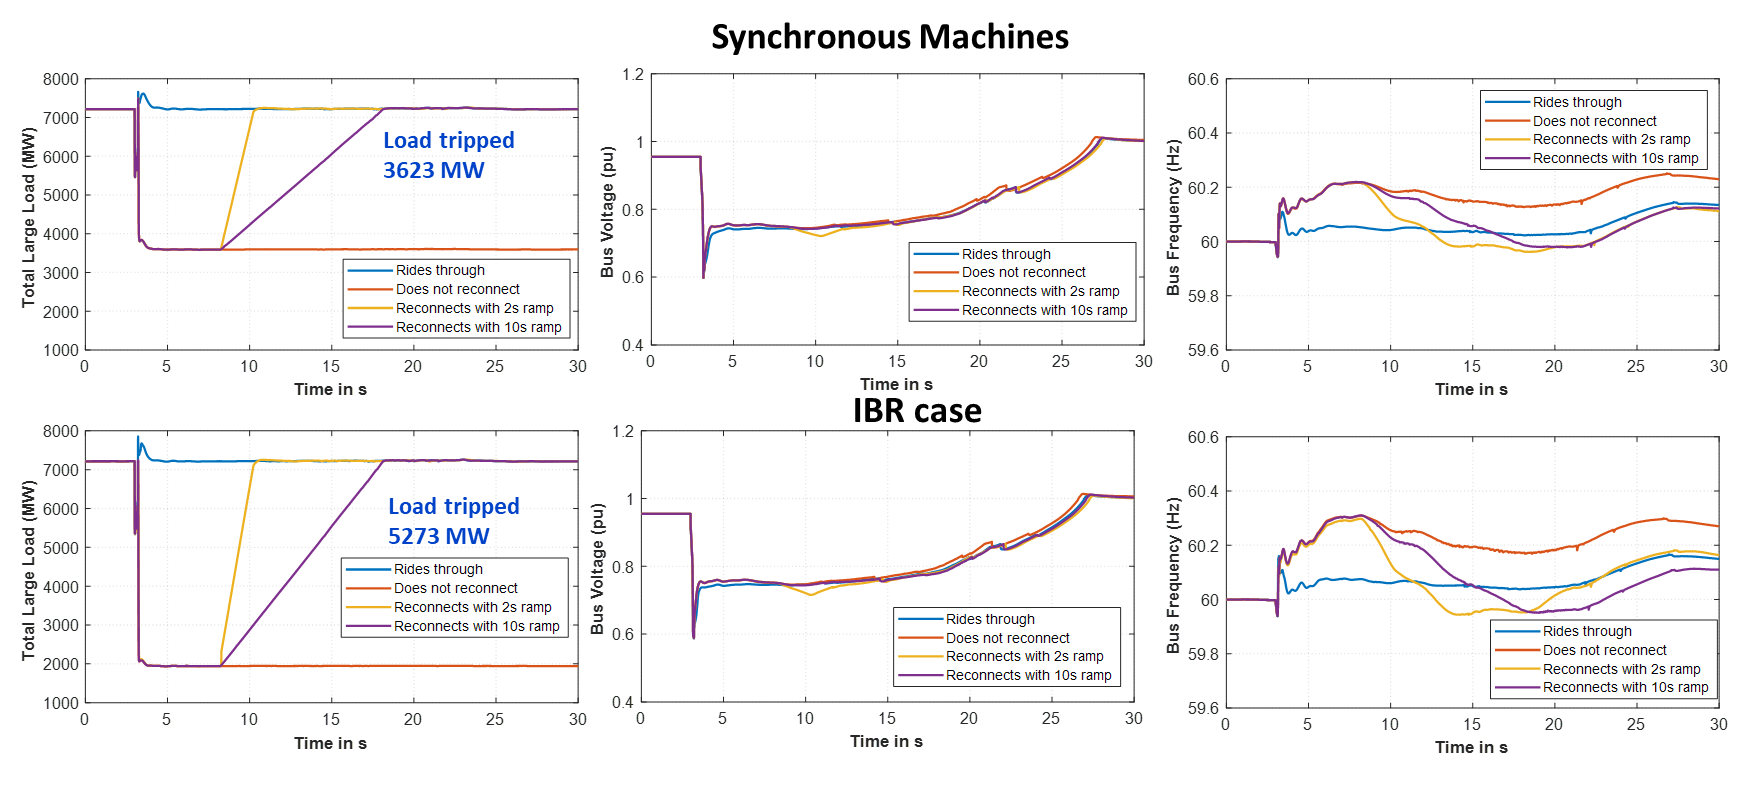 Synchronous Machines
8000
7000
6000
5000
4000
3000
2000
1000
0
5
10
15
20
25
30
Total Large Load (MW)
Time in s
Load tripped
3623 MW
Rides through
Does not reconnect
Reconnects with 2s ramp
Reconnects with 10s ramp
1.2
1
0.8
0.6
0.4
0
5
10
15
20
25
30
Bus Voltage (pu)
Time in s
Rides through
Does not reconnect
Reconnects with 2s ramp
Reconnects with 10s ramp
60.6
60.4
60.2
60
59.8
59.6
0
5
10
15
20
25
30
Bus Frequency (Hz)
Time in s
Rides through
Does not reconnect
Reconnects with 2s ramp
Reconnects with 10s ramp
IBR case
8000
7000
6000
5000
4000
3000
2000
1000
0
5
10
15
20
25
30
Total Large Load (MW)
Time in s
Load tripped
5273 MW
Rides through
Does not reconnect
Reconnects with 2s ramp
Reconnects with 10s ramp
1.2
1
0.8
0.6
0.4
0
5
10
15
20
25
30
Bus Voltage (pu)
Time in s
Rides through
Does not reconnect
Reconnects with 2s ramp
Reconnects with 10s ramp
60.6
60.4
60.2
60
59.8
59.6
0
5
10
15
20
25
30
Bus Frequency (Hz)
Time in s
Rides through
Does not reconnect
Reconnects with 2s ramp
Reconnects with 10s ramp